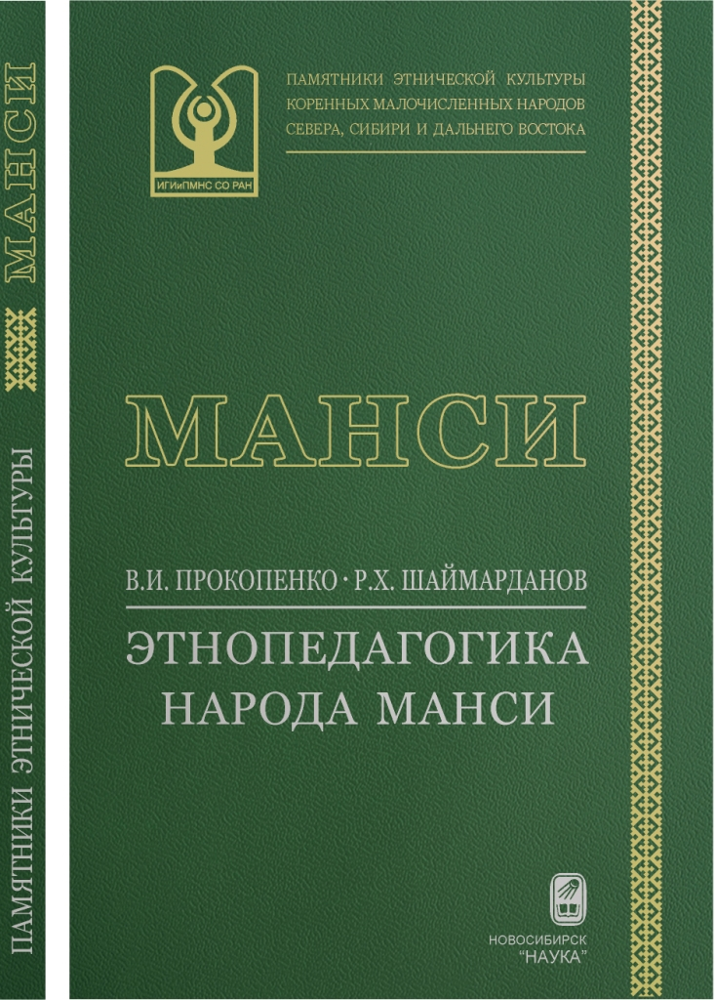 МАНСИ
ПАМЯТНИКИ ЭТНИЧЕСКОЙ КУЛЬТУРЫ
ИГИиПМНС СО РАН
ПАМЯТНИКИ ЭТНИЧЕСКОЙ КУЛЬТУРЫ
КОРЕННЫХ МАЛОЧИСЛЕННЫХ НАРОДОВ
СЕВЕРА, СИБИРИ И ДАЛЬНЕГО ВОСТОКА
МАНСИ
В.И. ПРОКОПЕНКО · Р.Х. ШАЙМАРДАНОВ
ЭТНОПЕДАГОГИКА
НАРОДА МАНСИ
НОВОСИБИРСК
“НАУКА”